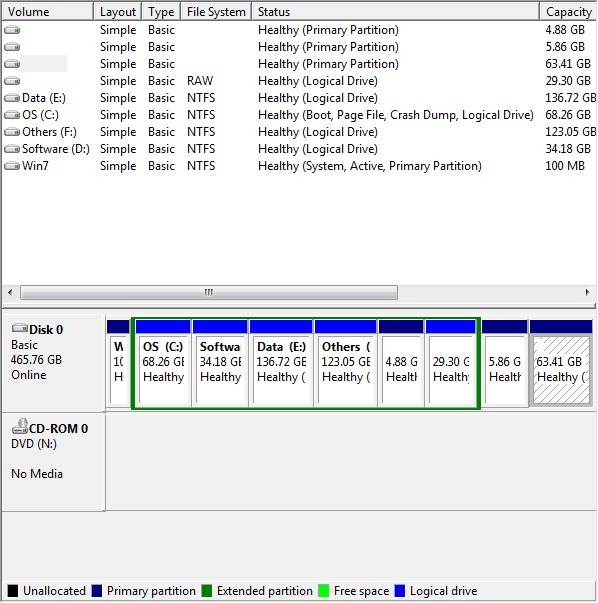 Volume Layout Type File System Status Capacity
Simple Basic Healthy (Primary Partition) 4.88 GB
Simple Basic Healthy (Primary Partition) 5.86 GB
Simple Basic Healthy (Primary Partition) 63.41 GB
Simple Basic RAW Healthy (Logical Drive) 29.30 GB
Data (E:) Simple Basic NTFS Healthy (Logical Drive) 136.72 GB
OS (C:) Simple Basic NTFS Healthy (Boot, Page File, Crash Dump, Logical Drive) 68.26 GB
Others (F:) Simple Basic NTFS Healthy (Logical Drive) 123.05 GB
Software (D:) Simple Basic NTFS Healthy (Logical Drive) 34.18 GB
Win7 Simple Basic NTFS Healthy (System, Active, Primary Partition) 100 MB
Disk 0
Basic
465.76 GB
Online
W
10
H
OS (C:)
68.26 GE
Healthy
Softwa
34.18 G
Healthy
Data (E:)
136.72 GE
Healthy (
Others (
123.05 GE
Healthy (
4.88 G
Healt
29.30 G
Healthy
5.86 G
Healthy
63.41 GB
Healthy (
CD-ROM 0
DVD (N:)
No Media
Unallocated Primary partition Extended partition Free space Logical drive